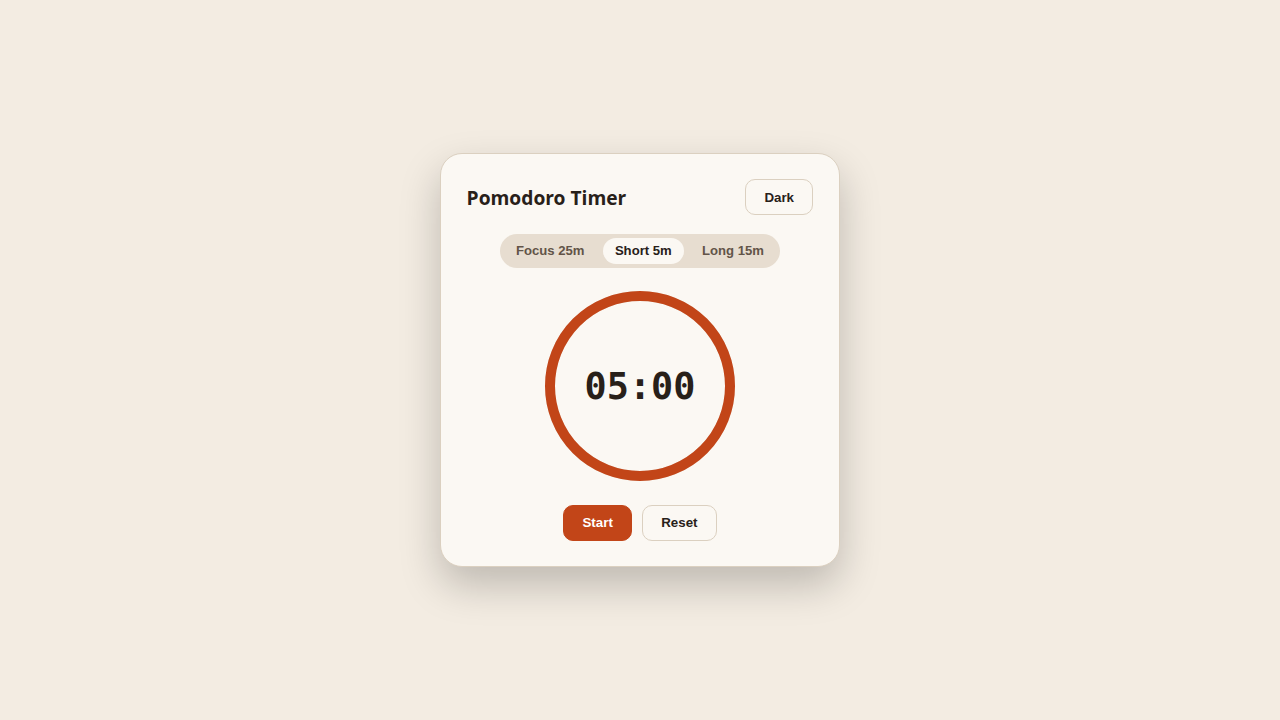 Pomodoro Timer
Dark
Focus 25m
Short 5m
Long 15m
05:00
Start
Reset